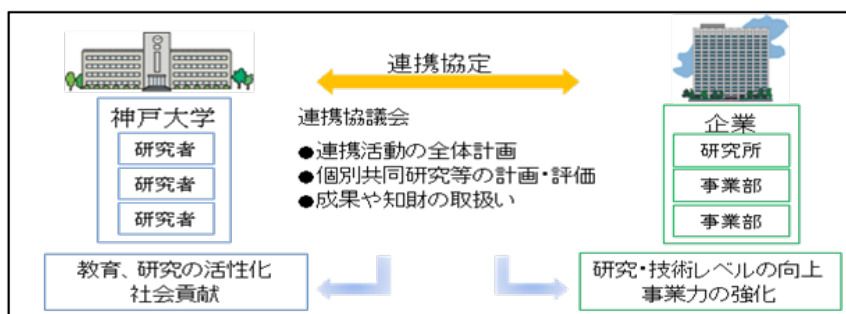 連携協定
神戸大学
研究者
研究者
研究者
連携協議会
●連携活動の全体計画
●個別共同研究等の計画・評価
●成果や知財の取扱い
企業
研究所
事業部
事業部
教育、研究の活性化
社会貢献
研究・技術レベルの向上
事業力の強化